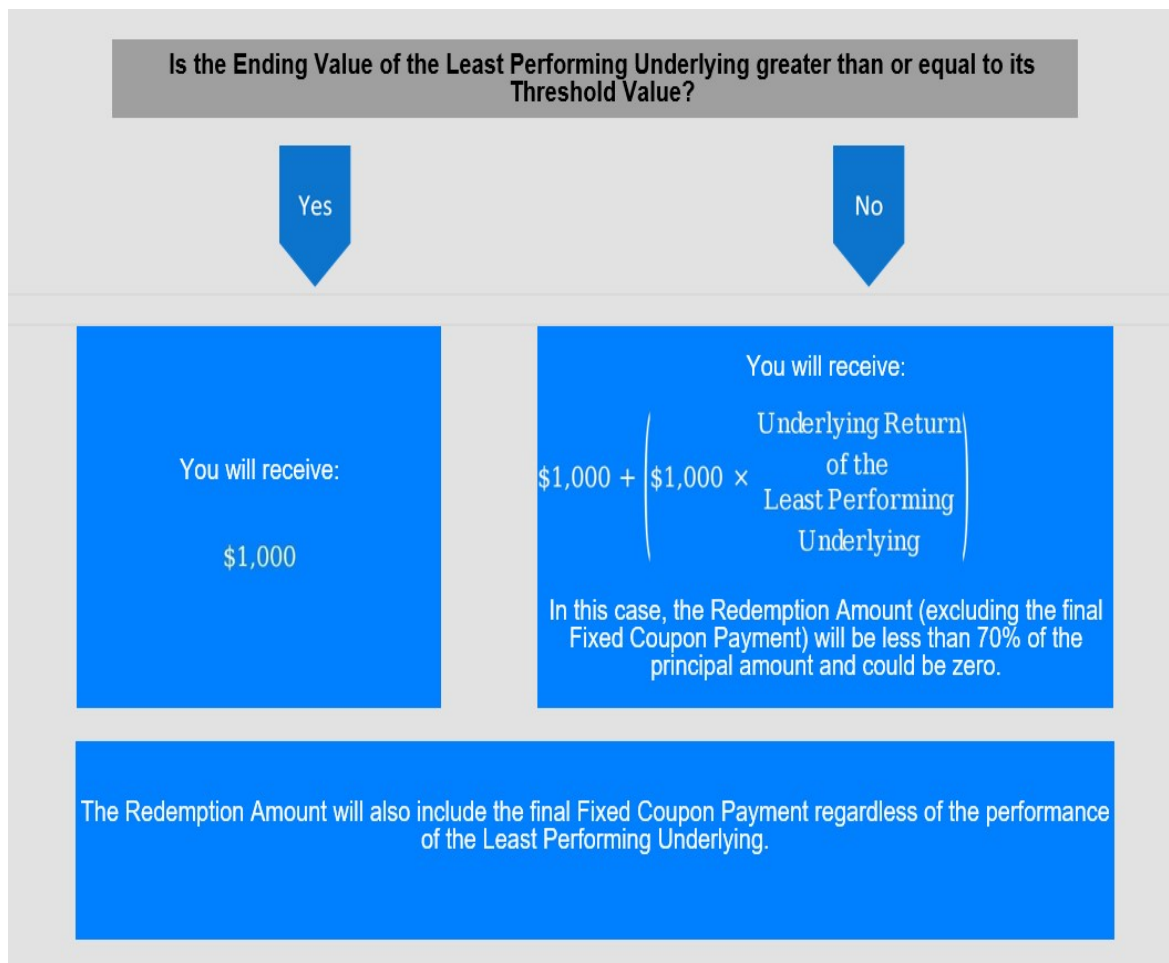 Is the Ending Value of the Least Performing Underlying greater than or equal to its
Threshold Value?
Yes
No
You will receive:
$1,000
You will receive:
$1,000 + ($1,000 × Underlying Return
of the
Least Performing
Underlying)
In this case, the Redemption Amount (excluding the final
Fixed Coupon Payment) will be less than 70% of the
principal amount and could be zero.
The Redemption Amount will also include the final Fixed Coupon Payment regardless of the performance
of the Least Performing Underlying.